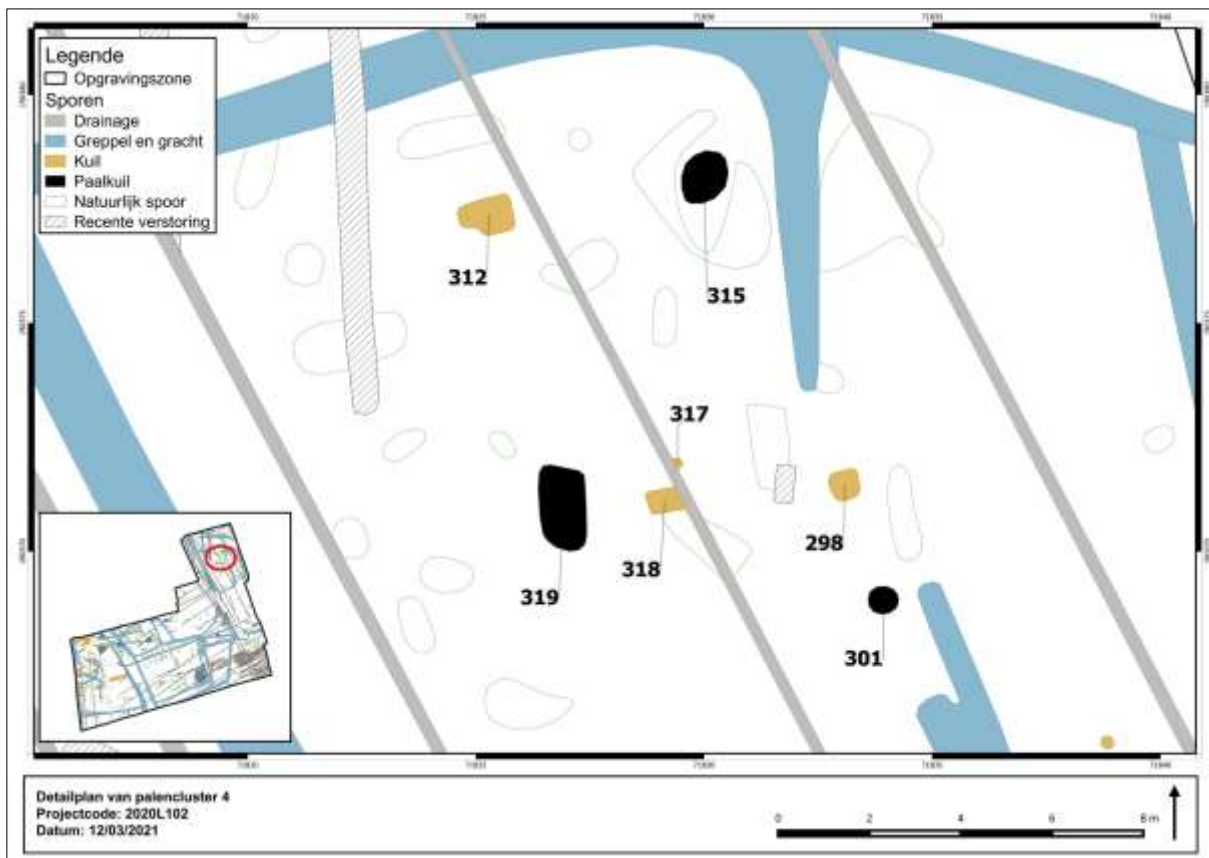 Legende
Opgravingszone
Sporen
Drainage
Greppel en gracht
Kuil
Paalkuil
Natuurlijk spoor
Recente verstoring
312
315
317
318
319
298
301
Detailplan van palencluster 4
Projectcode: 2020L102
Datum: 12/03/2021
0 2 4 6 8 m